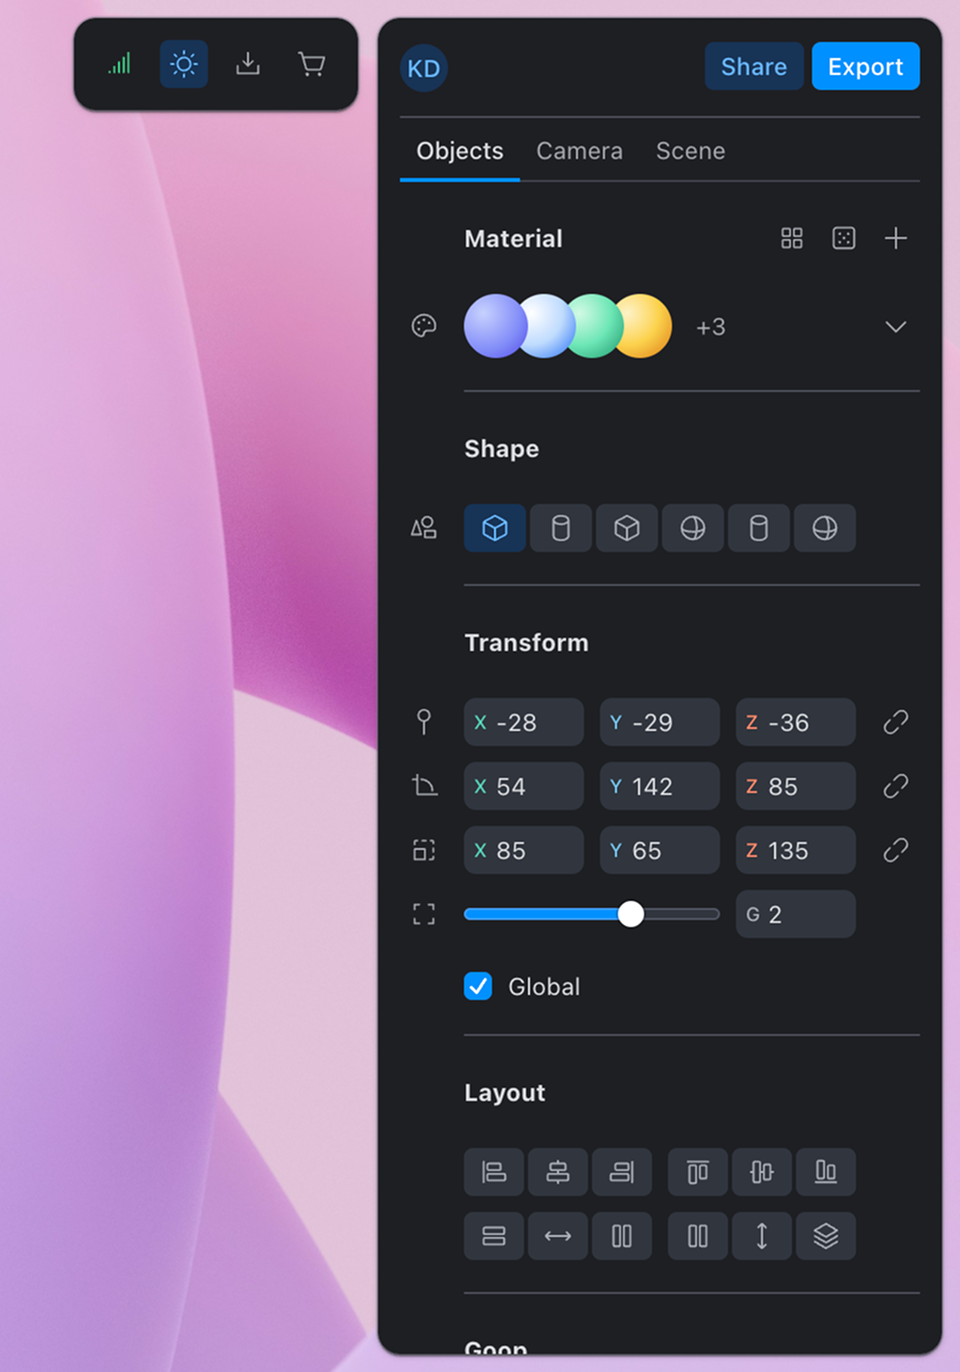 KD Share Export
Objects Camera Scene
Material
+3
Shape
Transform
X -28 Y -29 Z -36
X 54 Y 142 Z 85
X 85 Y 65 Z 135
G 2
Global
Layout
Goop